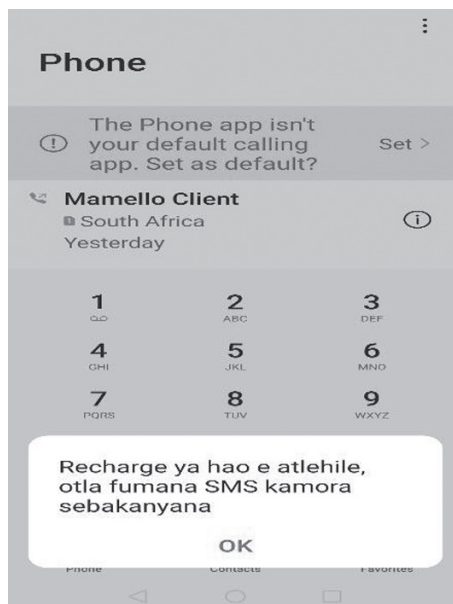 Phone
The Phone app isn't
your default calling
app. Set as default?
Set >
Mamello Client
1 South Africa
Yesterday
1
2
ABC
3
DEF
4
GHI
5
JKL
6
MNO
7
PQRS
8
TUV
9
WXYZ
Recharge ya hao e atlehile,
otla fumana SMS kamora
sebakanyana
OK
Phone
Contacts
Favorites